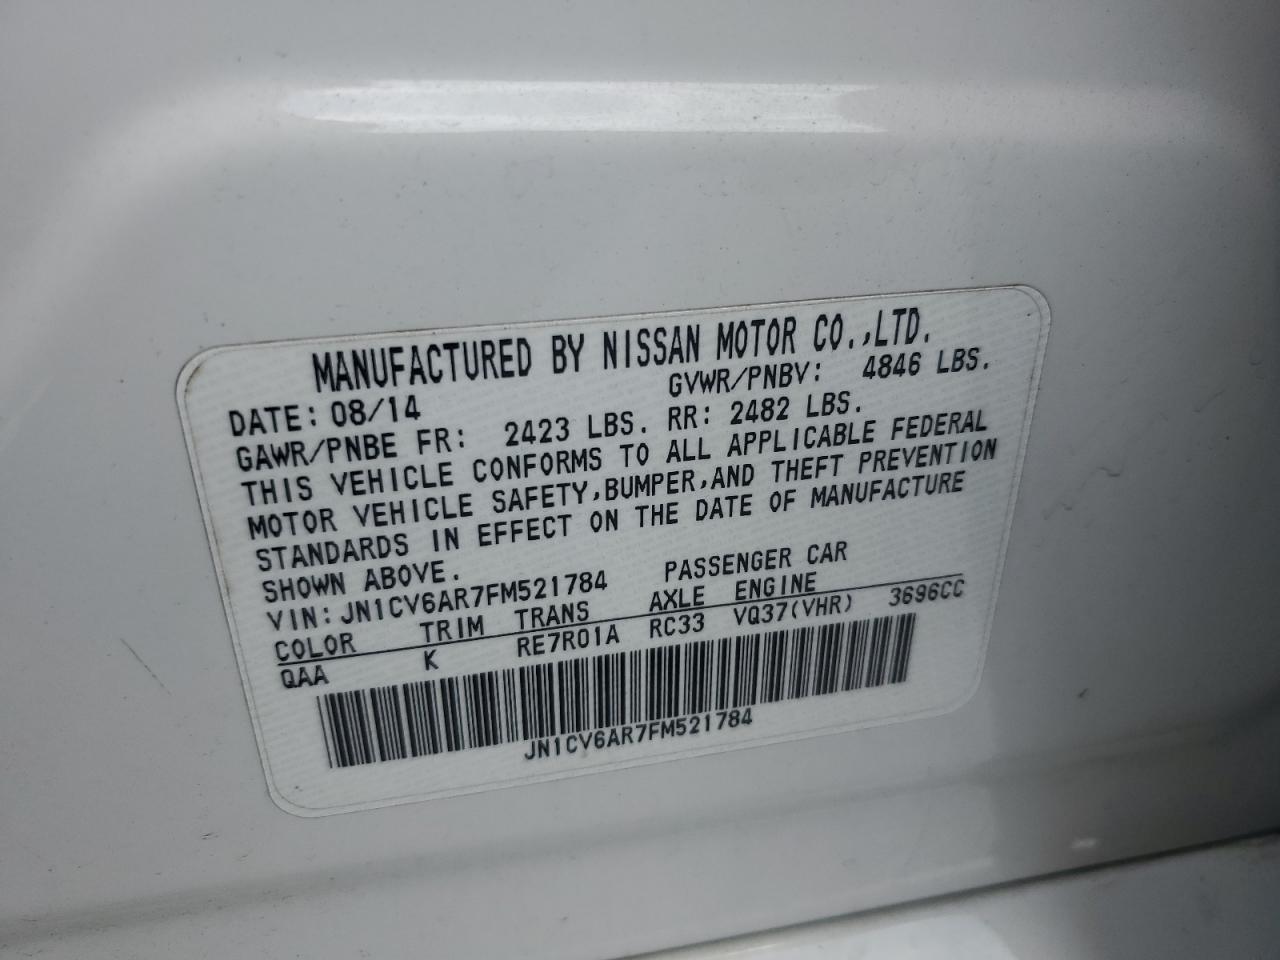 MANUFACTURED BY NISSAN MOTOR CO.,LTD.
DATE: 08/14 GVWR/PNBV: 4846 LBS.
GAWR/PNBE FR: 2423 LBS. RR: 2482 LBS.
THIS VEHICLE CONFORMS TO ALL APPLICABLE FEDERAL
MOTOR VEHICLE SAFETY,BUMPER,AND THEFT PREVENTION
STANDARDS IN EFFECT ON THE DATE OF MANUFACTURE
SHOWN ABOVE.
VIN:JN1CV6AR7FM521784 PASSENGER CAR
COLOR TRIM TRANS AXLE ENGINE
QAA K RE7R01A RC33 VQ37(VHR) 3696CC
JN1CV6AR7FM521784